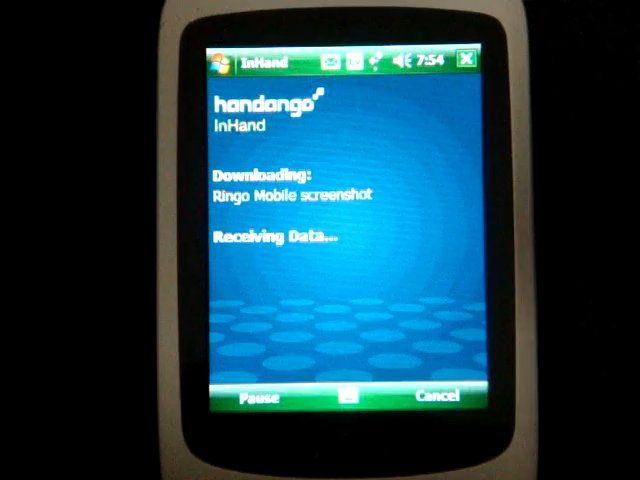 InHand 7:54
handango
InHand
Downloading:
Ringo Mobile screenshot
Receiving Data...
Pause Cancel